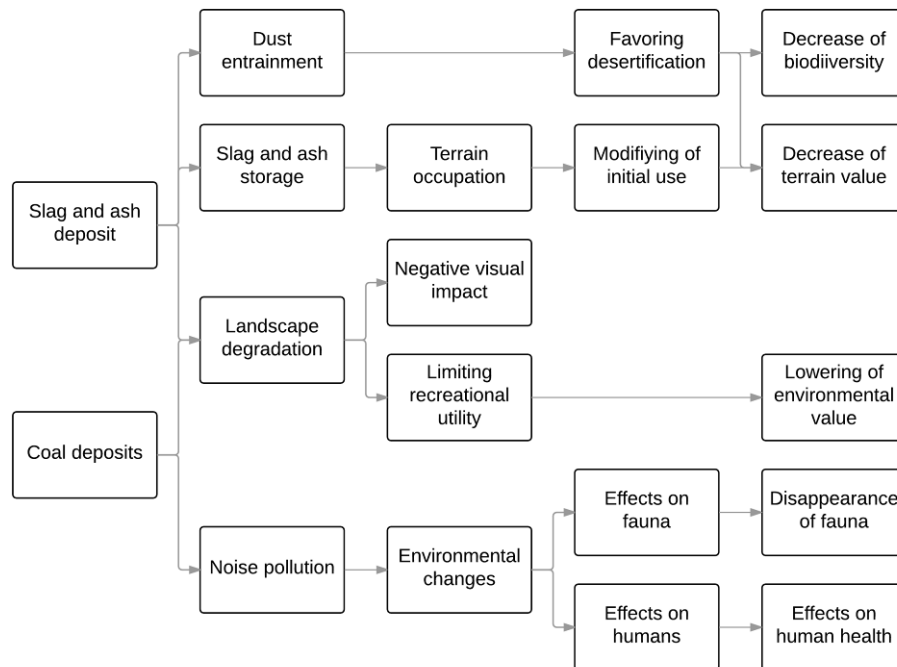 Dust
entrainment
Favoring
desertification
Decrease of
biodiiversity
Slag and ash
storage
Terrain
occupation
Modifiying of
initial use
Decrease of
terrain value
Slag and ash
deposit
Negative visual
impact
Landscape
degradation
Limiting
recreational
utility
Lowering of
environmental
value
Coal deposits
Effects on
fauna
Disappearance
of fauna
Noise pollution
Environmental
changes
Effects on
humans
Effects on
human health